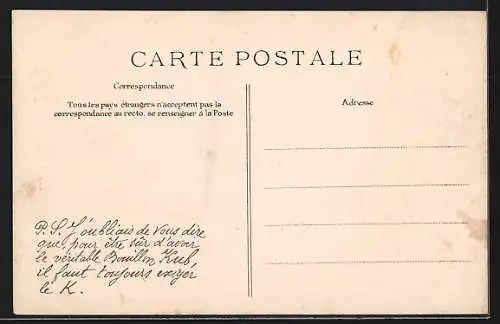 CARTE POSTALE
Correspondance
Tous les pays étrangers n'acceptent pas la
correspondance au recto, se renseigner à la Poste
Adresse
P.S. J'oubliais de vous dire
que, pour être sûr d'avoir
le véritable Bouillon Kub,
il faut toujours exiger
le K.